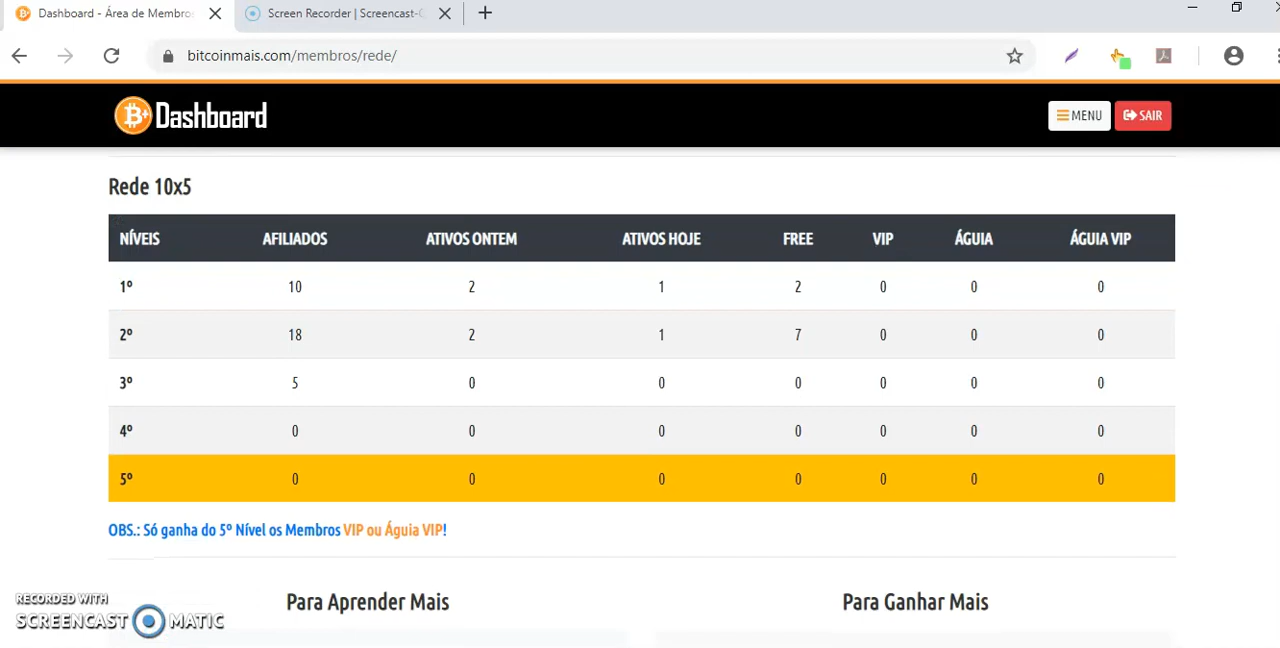 Dashboard - Área de Membro
Screen Recorder | Screencast-O
bitcoinmais.com/membros/rede/
B+ Dashboard
MENU
SAIR
Rede 10x5
NÍVEIS AFILIADOS ATIVOS ONTEM ATIVOS HOJE FREE VIP ÁGUIA ÁGUIA VIP
1º 10 2 1 2 0 0 0
2º 18 2 1 7 0 0 0
3º 5 0 0 0 0 0 0
4º 0 0 0 0 0 0 0
5º 0 0 0 0 0 0 0
OBS.: Só ganha do 5º Nível os Membros VIP ou Águia VIP!
Para Aprender Mais
Para Ganhar Mais
RECORDED WITH
SCREENCAST MATIC